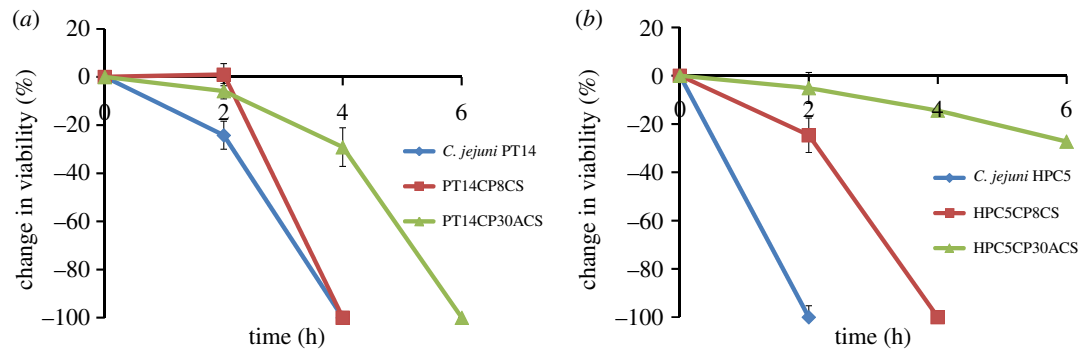 (a)
20
0
–20
–40
–60
–80
–100
change in viability (%)
0 2 4 6
time (h)
C. jejuni PT14
PT14CP8CS
PT14CP30ACS
(b)
20
0
–20
–40
–60
–80
–100
change in viability (%)
0 2 4 6
time (h)
C. jejuni HPC5
HPC5CP8CS
HPC5CP30ACS